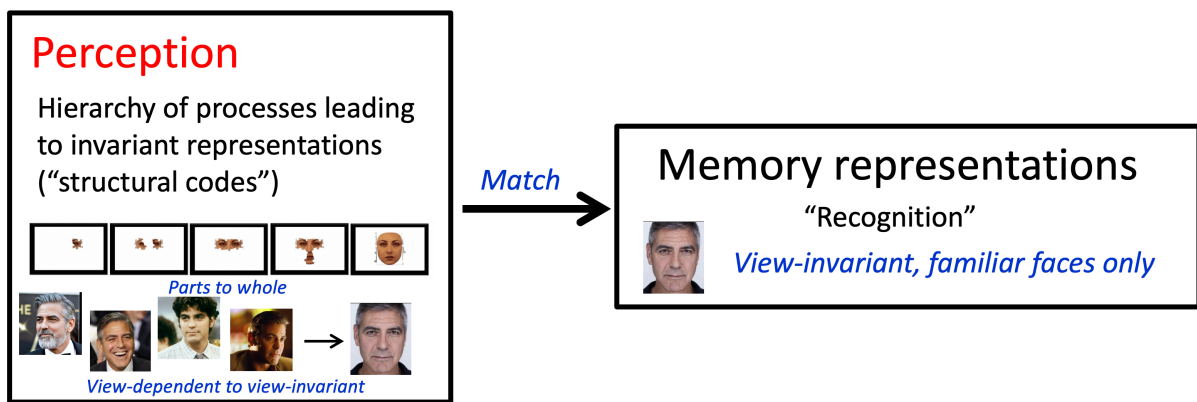 Perception
Hierarchy of processes leading
to invariant representations
(“structural codes”)
Parts to whole
View-dependent to view-invariant
Match
Memory representations
“Recognition”
View-invariant, familiar faces only